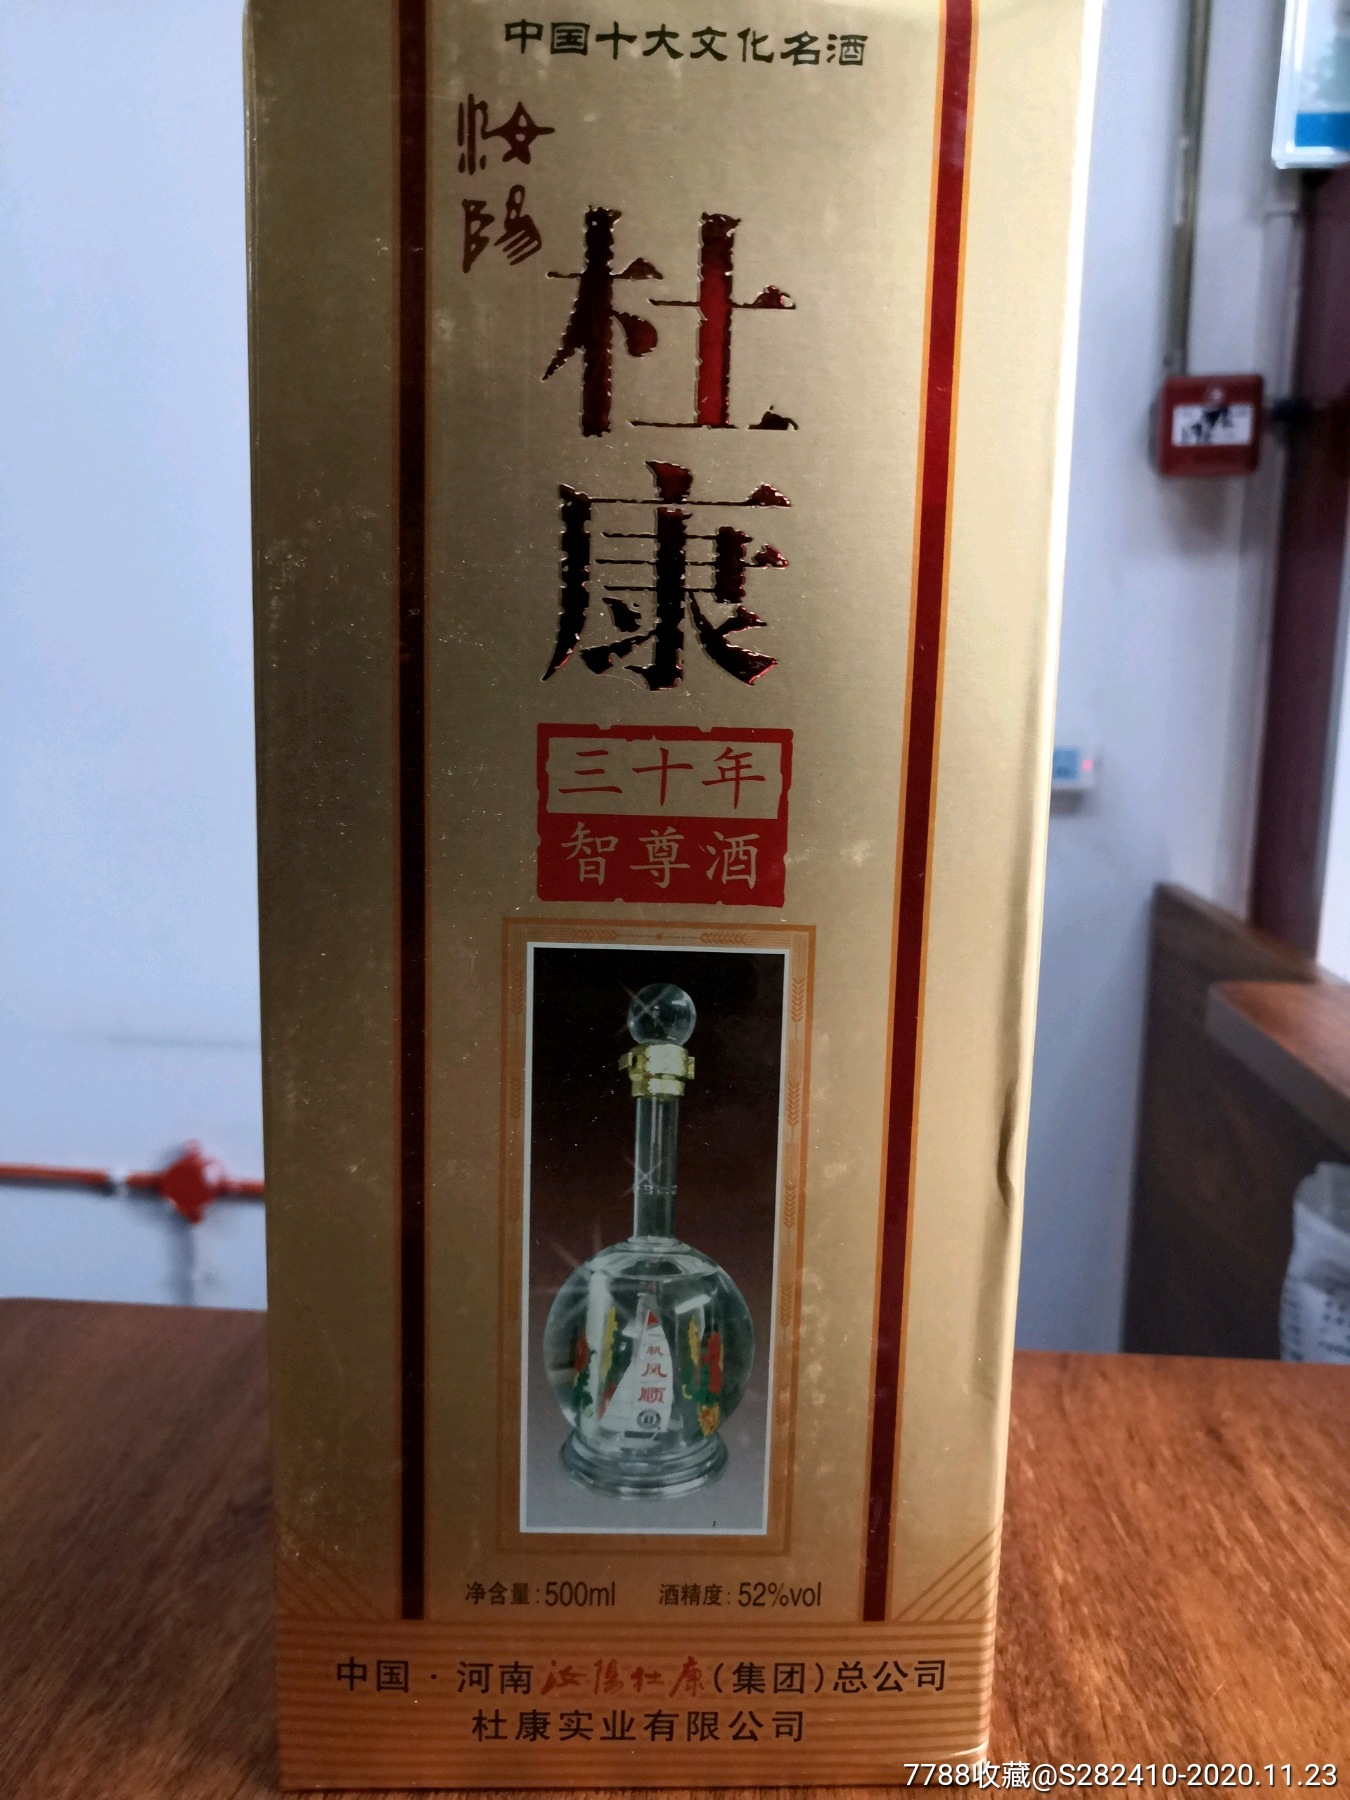 中国十大文化名酒
汝陽
杜康
三十年
智尊酒
一帆
风
顺
净含量:500ml 酒精度:52%vol
中国·河南汝陽杜康(集团)总公司
杜康实业有限公司
7788收藏@S282410-2020.11.23